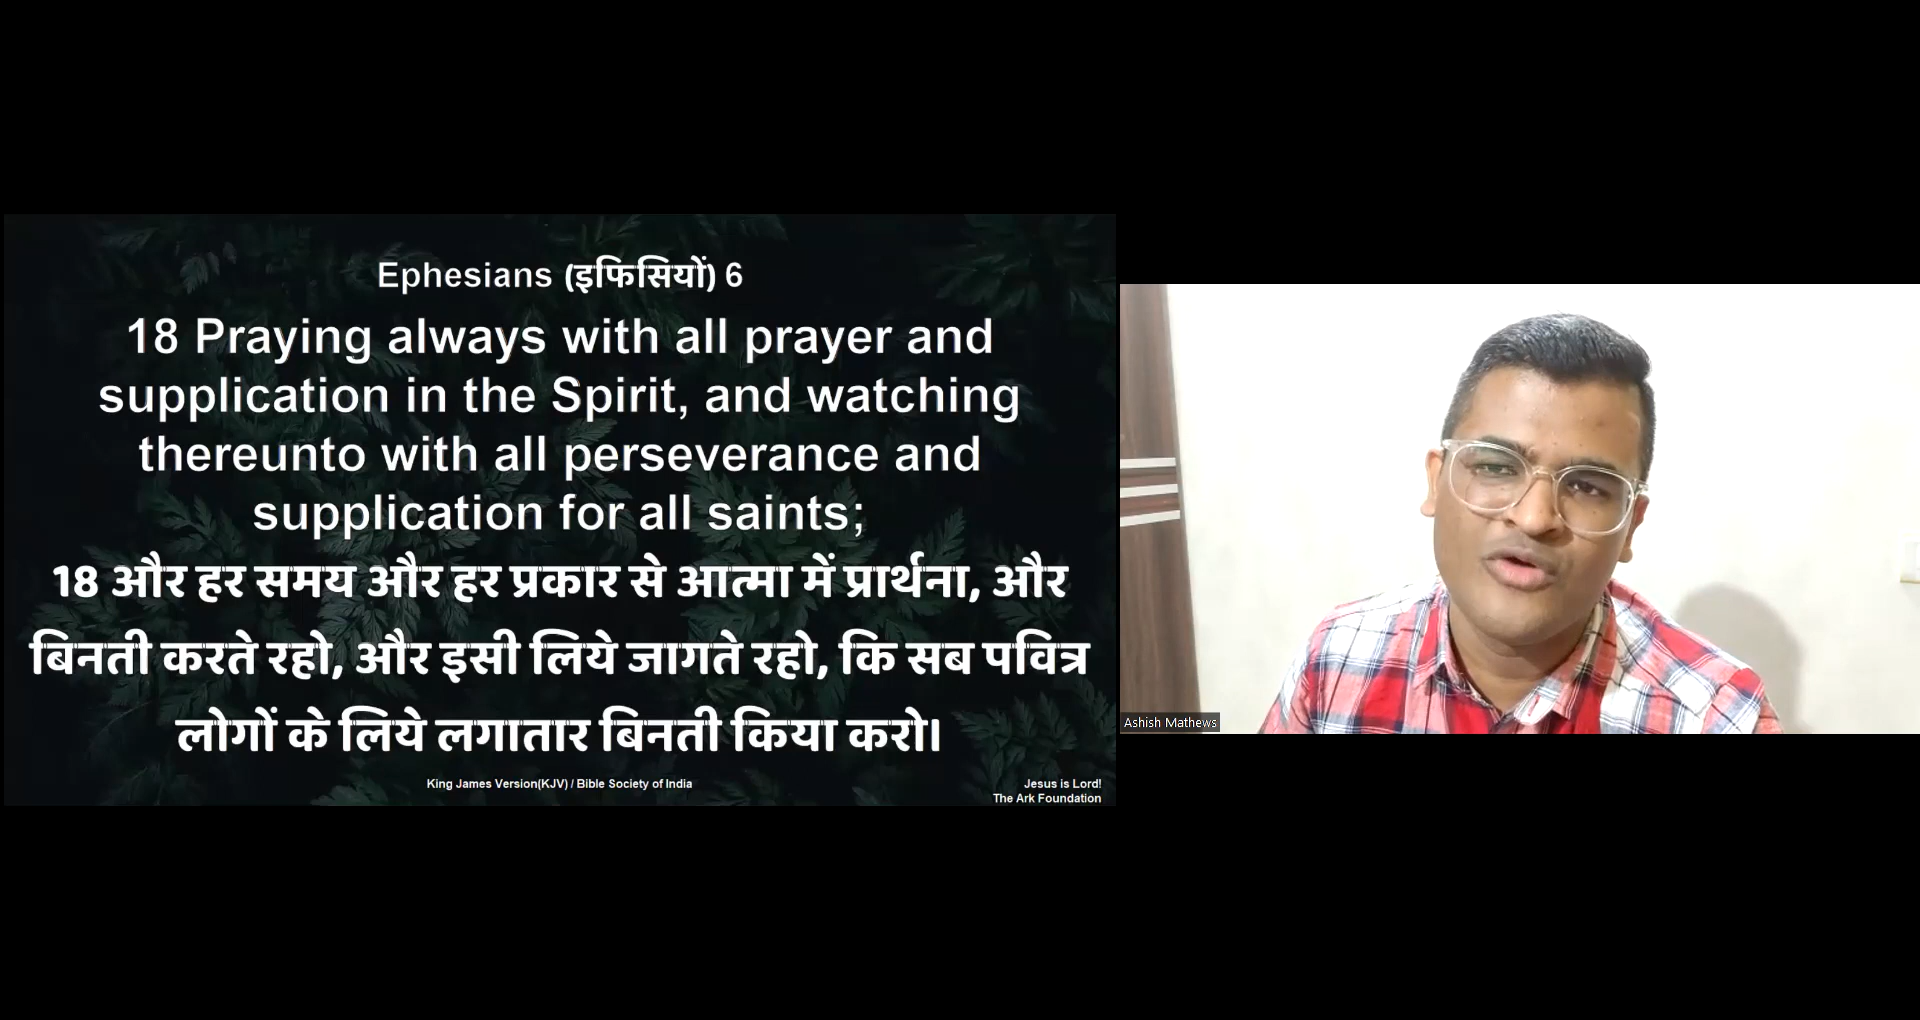 Ephesians (इफिसियों) 6
18 Praying always with all prayer and
supplication in the Spirit, and watching
thereunto with all perseverance and
supplication for all saints;
18 और हर समय और हर प्रकार से आत्मा में प्रार्थना, और
बिनती करते रहो, और इसी लिये जागते रहो, कि सब पवित्र
लोगों के लिये लगातार बिनती किया करो।
King James Version(KJV) / Bible Society of India
Jesus is Lord!
The Ark Foundation
Ashish Mathews